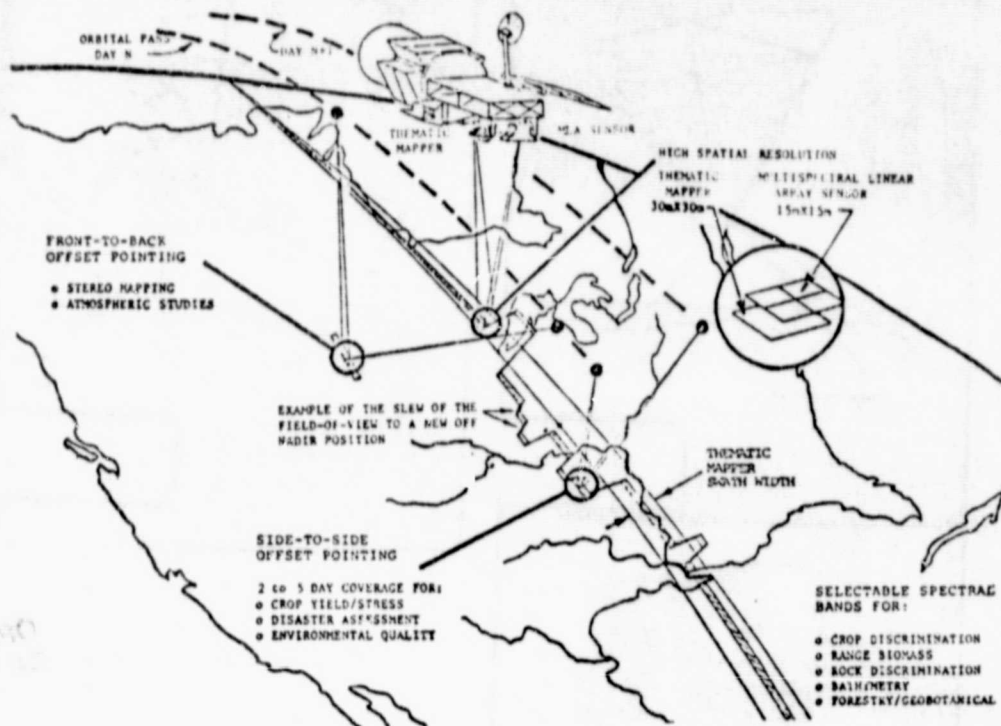 ORBITAL PASS
DAY N
DAY N+1
THEMATIC
MAPPER
MLA SENSOR
HIGH SPATIAL RESOLUTION
THEMATIC
MAPPER
30mX30m
MULTISPECTRAL LINEAR
ARRAY SENSOR
15mX15m
FRONT-TO-BACK
OFFSET POINTING
● STEREO MAPPING
● ATMOSPHERIC STUDIES
EXAMPLE OF THE SLEW OF THE
FIELD-OF-VIEW TO A NEW OFF
NADIR POSITION
THEMATIC
MAPPER
SWATH WIDTH
SIDE-TO-SIDE
OFFSET POINTING
2 to 5 DAY COVERAGE FOR:
o CROP YIELD/STRESS
o DISASTER ASSESSMENT
o ENVIRONMENTAL QUALITY
SELECTABLE SPECTRAL
BANDS FOR:
o CROP DISCRIMINATION
o RANGE BIOMASS
o ROCK DISCRIMINATION
o BATHYMETRY
o FORESTRY/GEOBOTANICAL